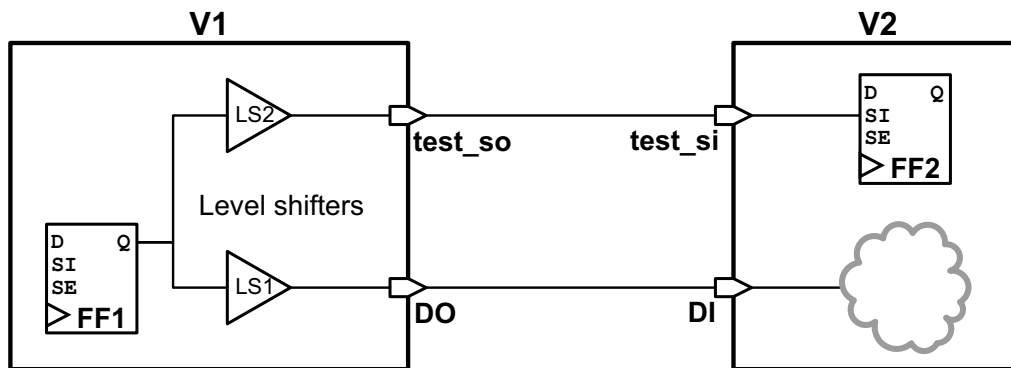 V1 V2
LS2
D Q
SI
SE
FF2
test_so test_si
Level shifters
D Q
SI
SE
FF1
LS1
DO DI